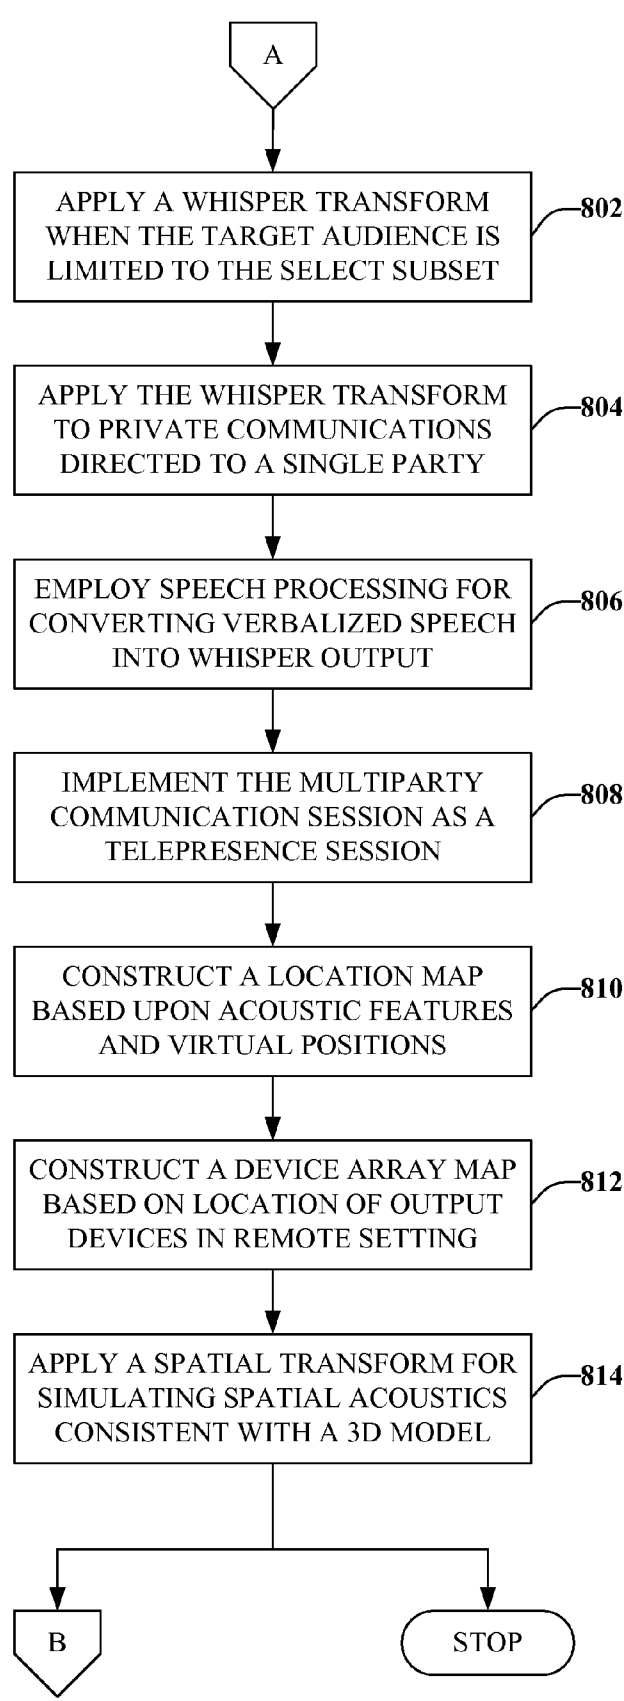 A
APPLY A WHISPER TRANSFORM
WHEN THE TARGET AUDIENCE IS
LIMITED TO THE SELECT SUBSET
802
APPLY THE WHISPER TRANSFORM
TO PRIVATE COMMUNICATIONS
DIRECTED TO A SINGLE PARTY
804
EMPLOY SPEECH PROCESSING FOR
CONVERTING VERBALIZED SPEECH
INTO WHISPER OUTPUT
806
IMPLEMENT THE MULTIPARTY
COMMUNICATION SESSION AS A
TELEPRESENCE SESSION
808
CONSTRUCT A LOCATION MAP
BASED UPON ACOUSTIC FEATURES
AND VIRTUAL POSITIONS
810
CONSTRUCT A DEVICE ARRAY MAP
BASED ON LOCATION OF OUTPUT
DEVICES IN REMOTE SETTING
812
APPLY A SPATIAL TRANSFORM FOR
SIMULATING SPATIAL ACOUSTICS
CONSISTENT WITH A 3D MODEL
814
B
STOP